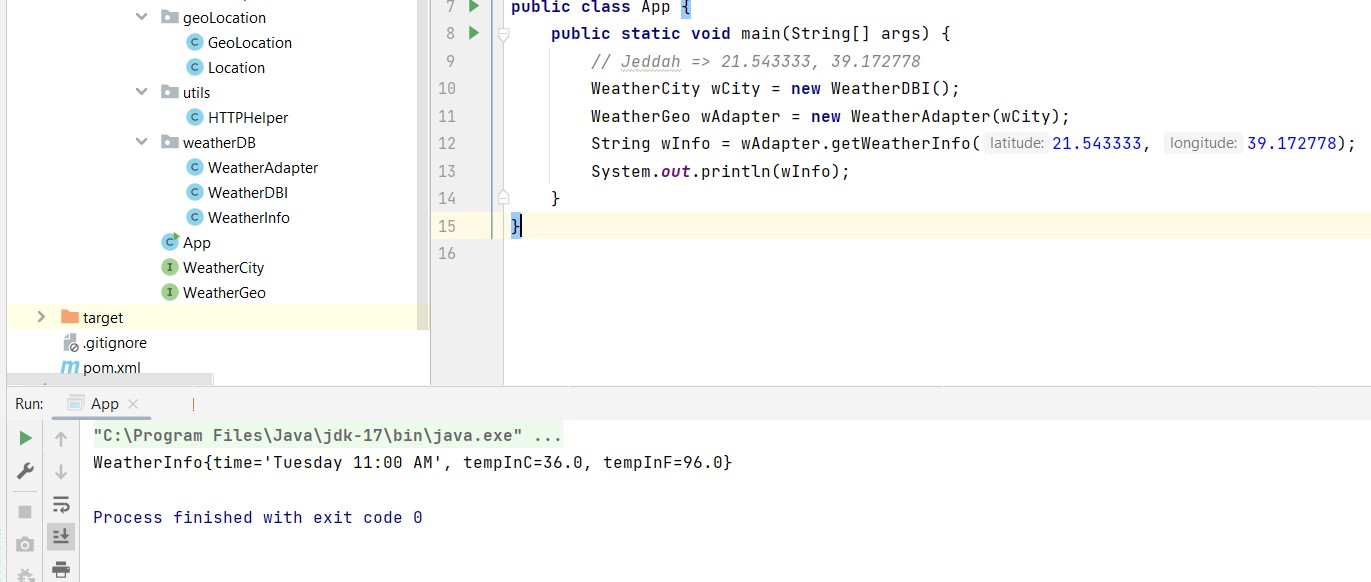 geoLocation
GeoLocation
Location
utils
HTTPHelper
weatherDB
WeatherAdapter
WeatherDBI
WeatherInfo
App
WeatherCity
WeatherGeo
target
.gitignore
pom.xml
7 public class App {
8 public static void main(String[] args) {
9 // Jeddah => 21.543333, 39.172778
10 WeatherCity wCity = new WeatherDBI();
11 WeatherGeo wAdapter = new WeatherAdapter(wCity);
12 String wInfo = wAdapter.getWeatherInfo( latitude: 21.543333, longitude: 39.172778);
13 System.out.println(wInfo);
14 }
15 }
16
Run: App
"C:\Program Files\Java\jdk-17\bin\java.exe" ...
WeatherInfo{time='Tuesday 11:00 AM', tempInC=36.0, tempInF=96.0}
Process finished with exit code 0